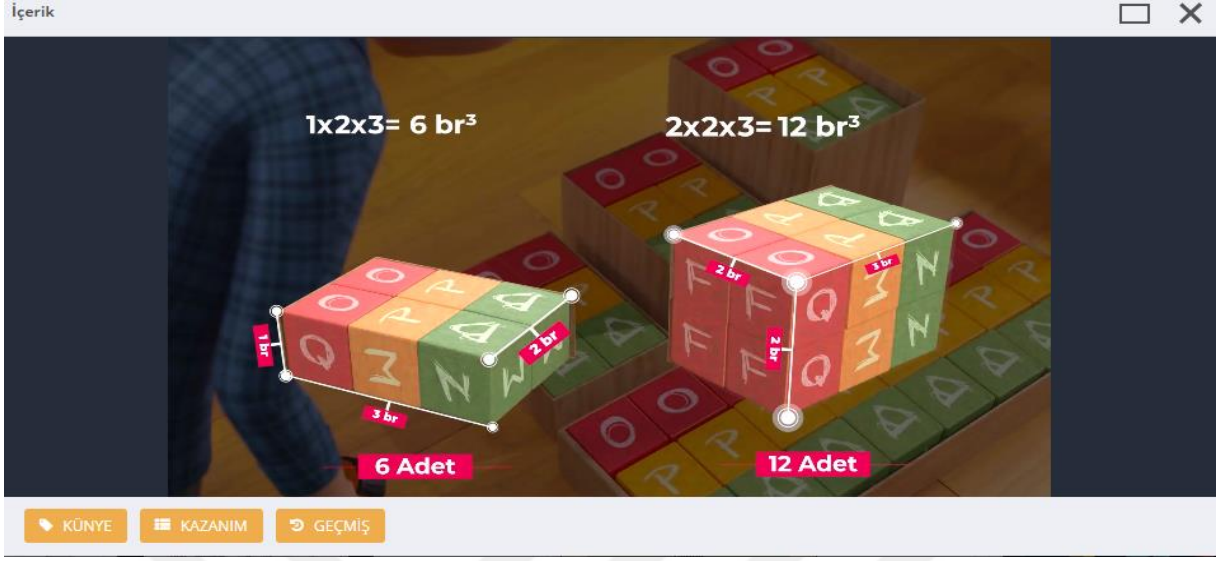 İçerik
1x2x3= 6 br³
2x2x3= 12 br³
O O P P D D
Q M N W
1 br
3 br
2 br
6 Adet
F F F F
Q M N
Q M N
2 br
3 br
2 br
12 Adet
KÜNYE
KAZANIM
GEÇMİŞ